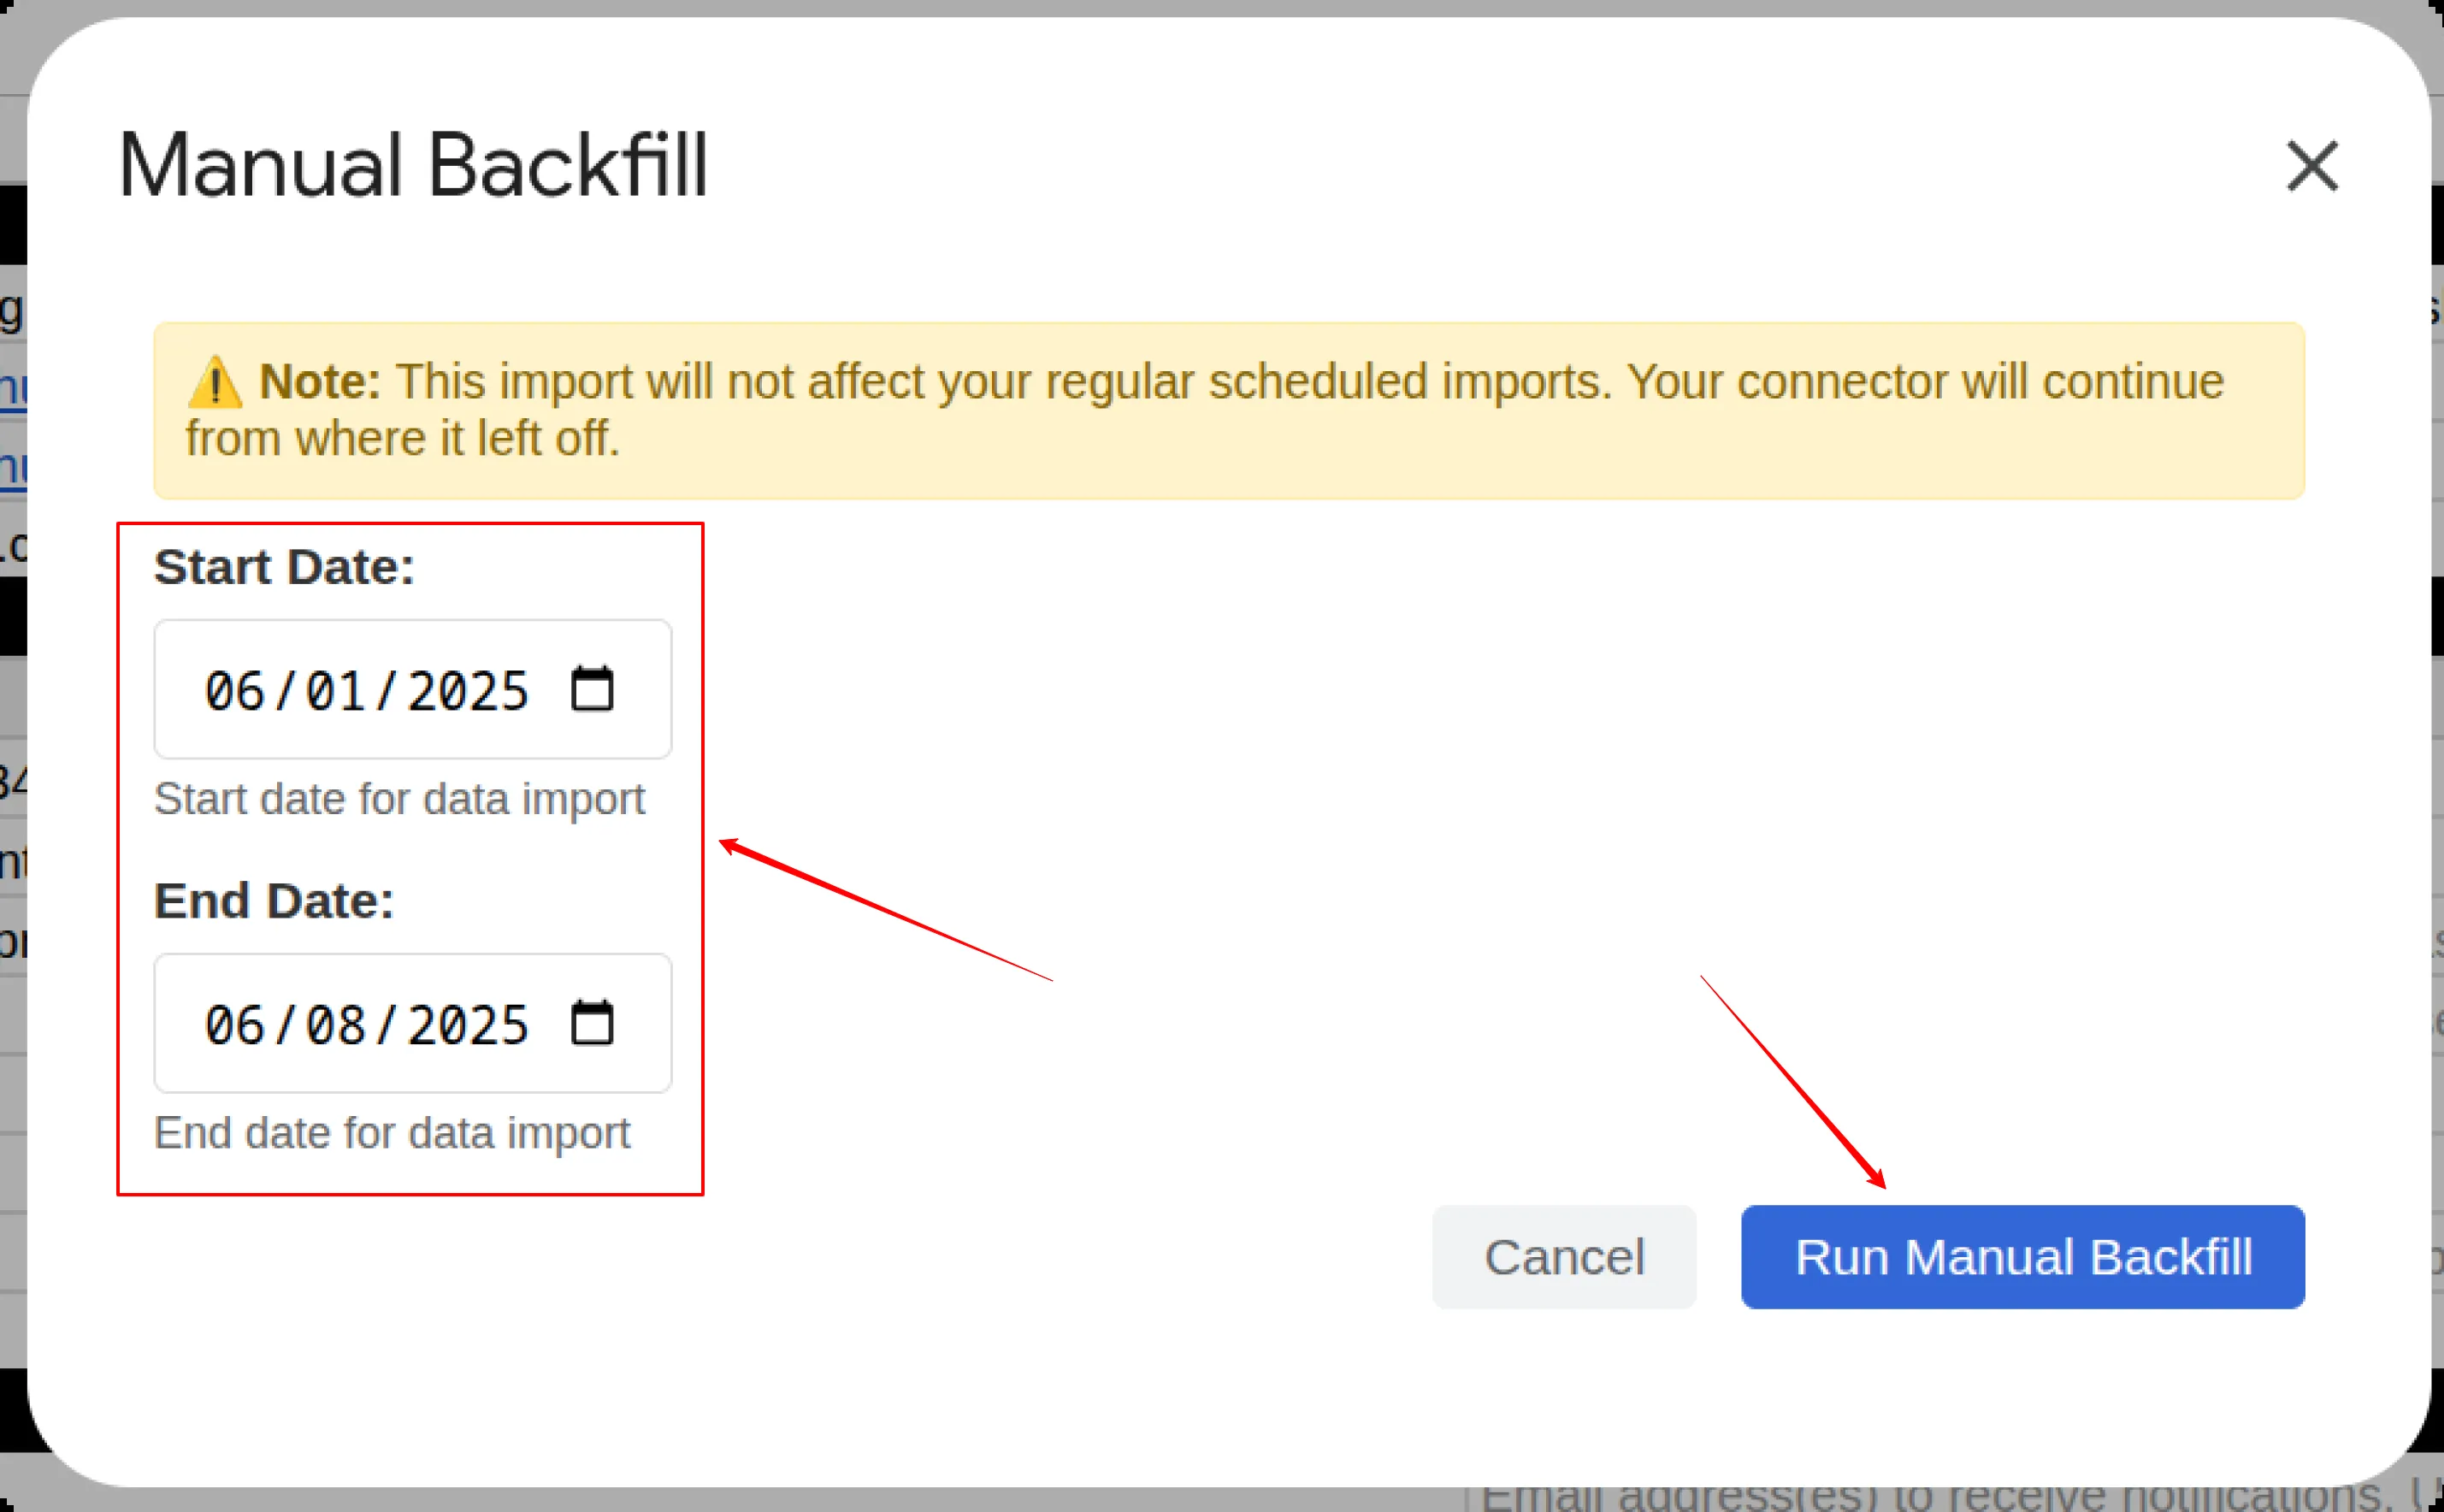 Manual Backfill
⚠️ Note: This import will not affect your regular scheduled imports. Your connector will continue
from where it left off.
Start Date:
06/01/2025
Start date for data import
End Date:
06/08/2025
End date for data import
Cancel
Run Manual Backfill
Email address(es) to receive notifications.